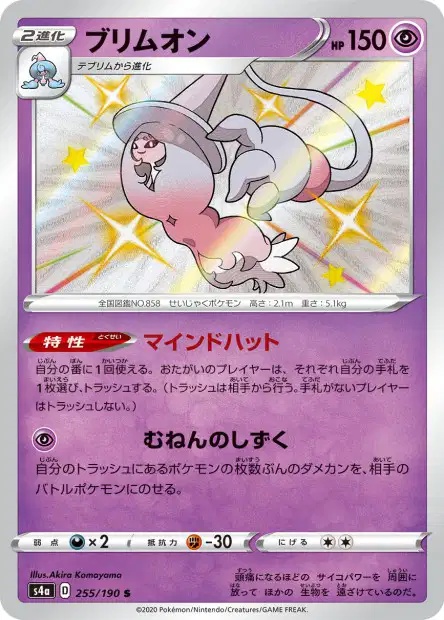 2進化
ブリムオン
HP 150
テブリムから進化
全国図鑑NO.858 せいじゃくポケモン 高さ:2.1m 重さ:5.1kg
特性 とくせい マインドハット
自分の番に1回使える。おたがいのプレイヤーは、それぞれ自分の手札を
1枚選び、トラッシュする。(トラッシュは相手から行う。手札がないプレイヤー
はトラッシュしない。)
むねんのしずく
自分のトラッシュにあるポケモンの枚数ぶんのダメカンを、相手の
バトルポケモンにのせる。
弱点 ×2 抵抗力 -30 にげる
Illus.Akira Komayama
頭痛になるほどの サイコパワーを 周囲に
放って ほかの 生物を 遠ざけているのだ。
s4a D 255/190 S
©2020 Pokémon/Nintendo/Creatures/GAME FREAK.